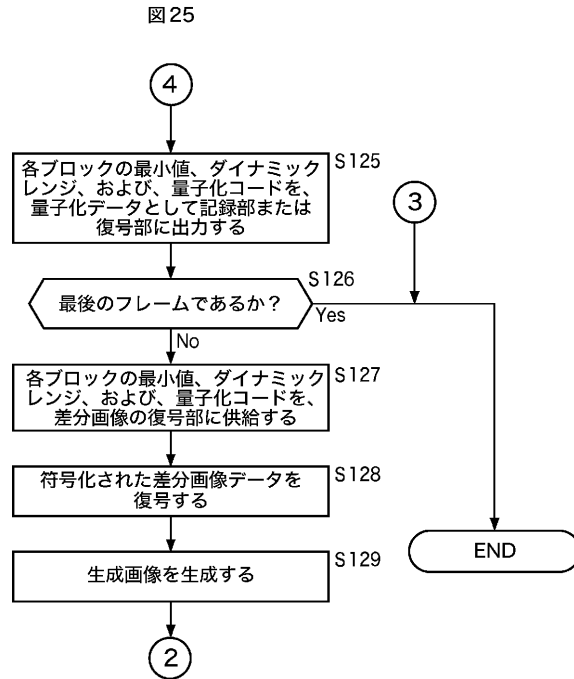 図25
4
各ブロックの最小値、ダイナミック
レンジ、および、量子化コードを、
量子化データとして記録部または
復号部に出力する
S125
3
最後のフレームであるか？
S126
Yes
No
各ブロックの最小値、ダイナミック
レンジ、および、量子化コードを、
差分画像の復号部に供給する
S127
符号化された差分画像データを
復号する
S128
END
生成画像を生成する
S129
2